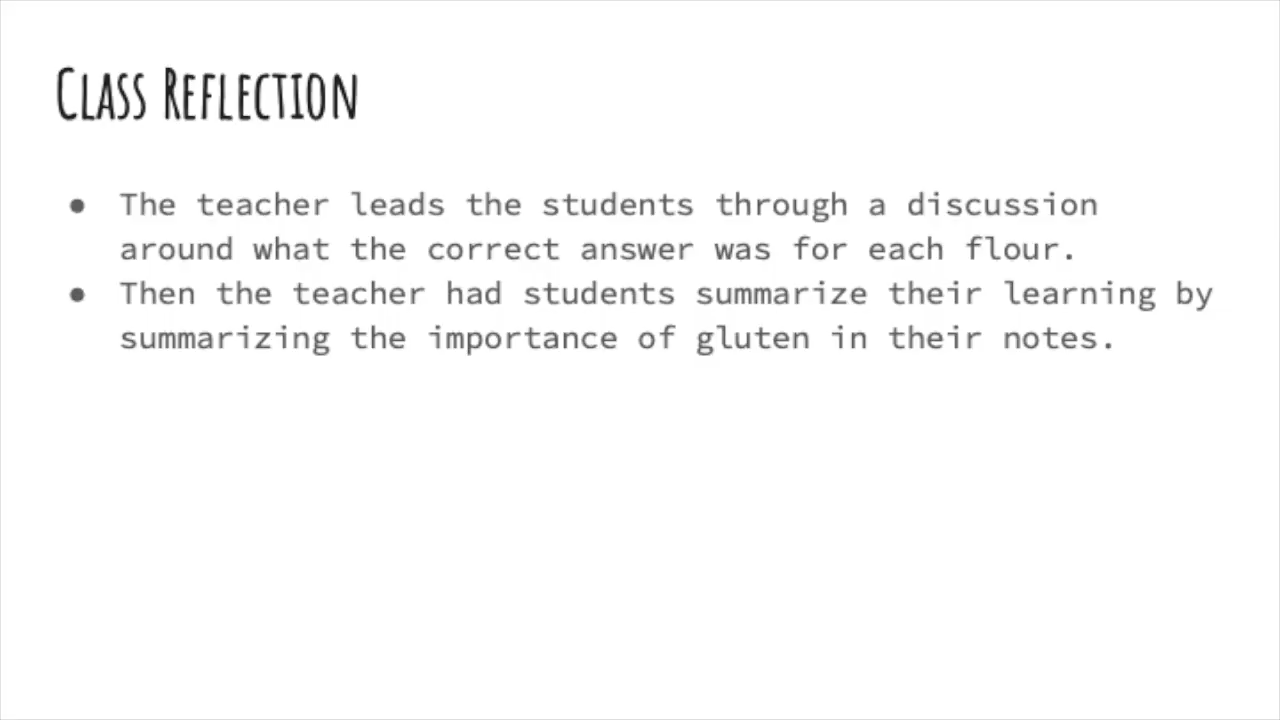 Class Reflection
● The teacher leads the students through a discussion
around what the correct answer was for each flour.
● Then the teacher had students summarize their learning by
summarizing the importance of gluten in their notes.